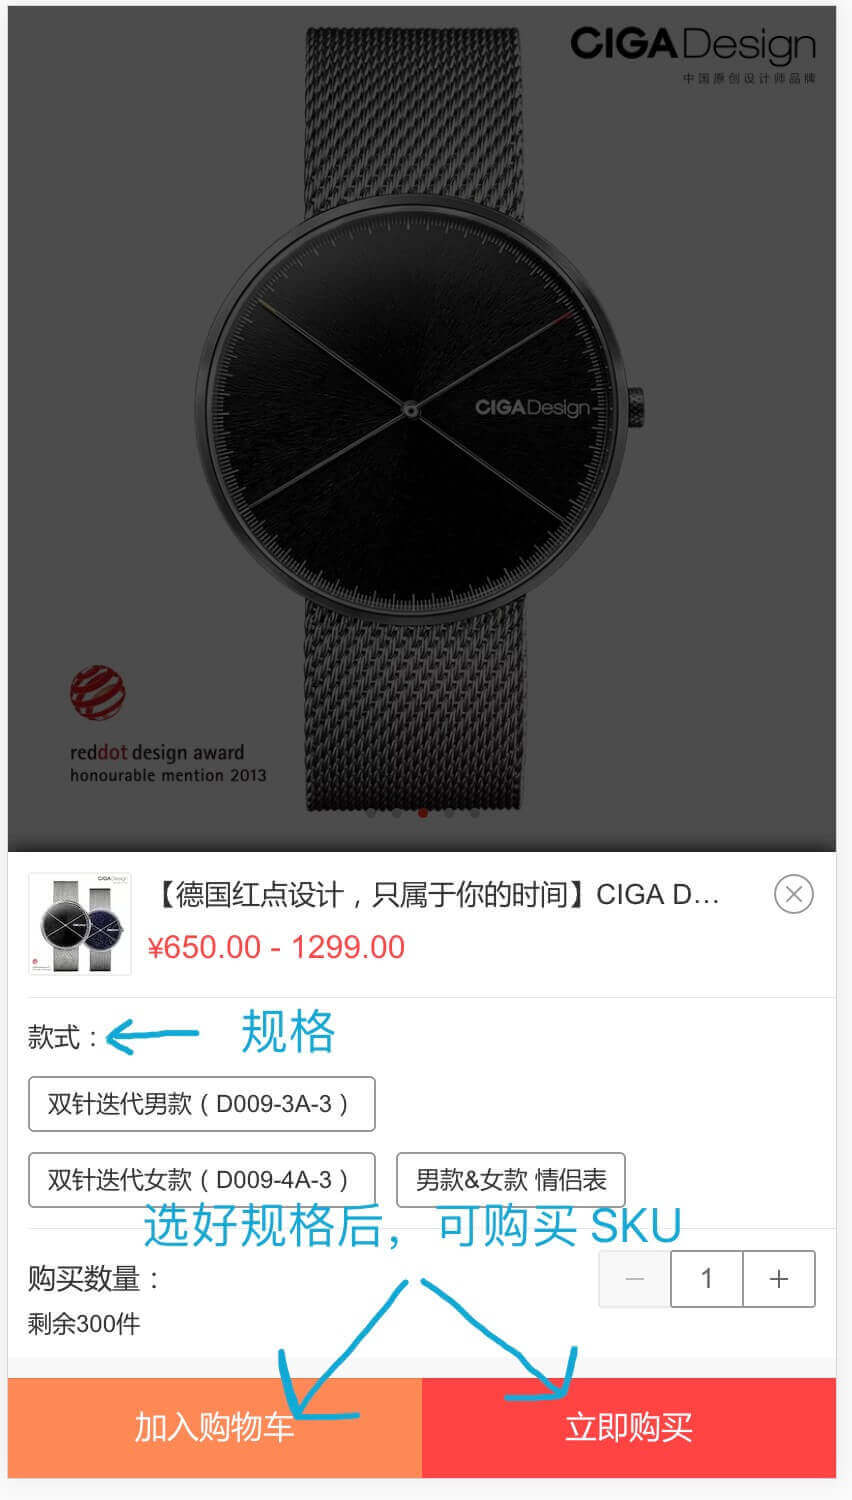 CIGA Design
中国原创设计师品牌
CIGA Design
reddot design award
honourable mention 2013
【德国红点设计，只属于你的时间】CIGA D...
¥650.00 - 1299.00
款式： 规格
双针迭代男款（D009-3A-3）
双针迭代女款（D009-4A-3） 男款&女款 情侣表
选好规格后， 可购买 SKU
购买数量： 1
剩余300件
加入购物车 立即购买